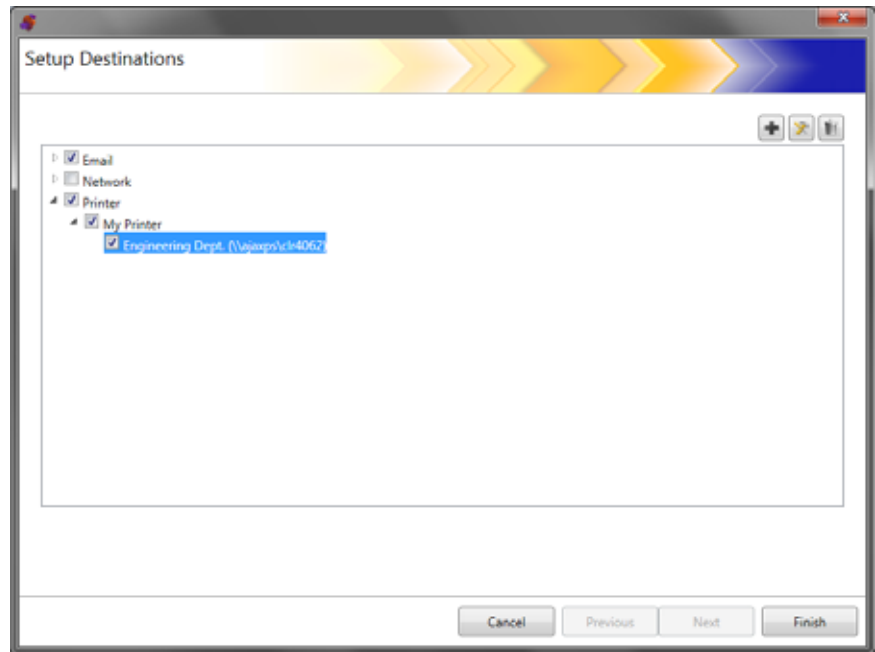 Setup Destinations
Email
Network
Printer
My Printer
Engineering Dept. (\\ajaxps\clr4062)
Cancel Previous Next Finish